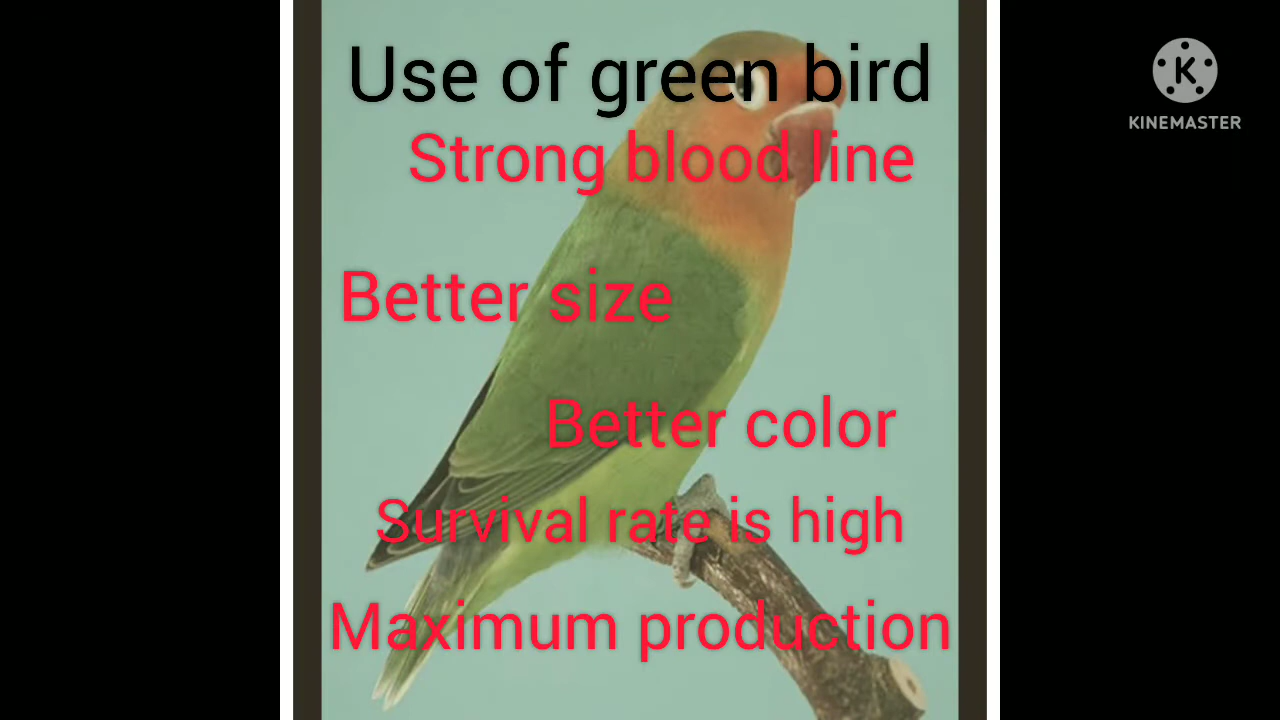 Use of green bird
Strong blood line
Better size
Better color
Survival rate is high
Maximum production
K
KINEMASTER